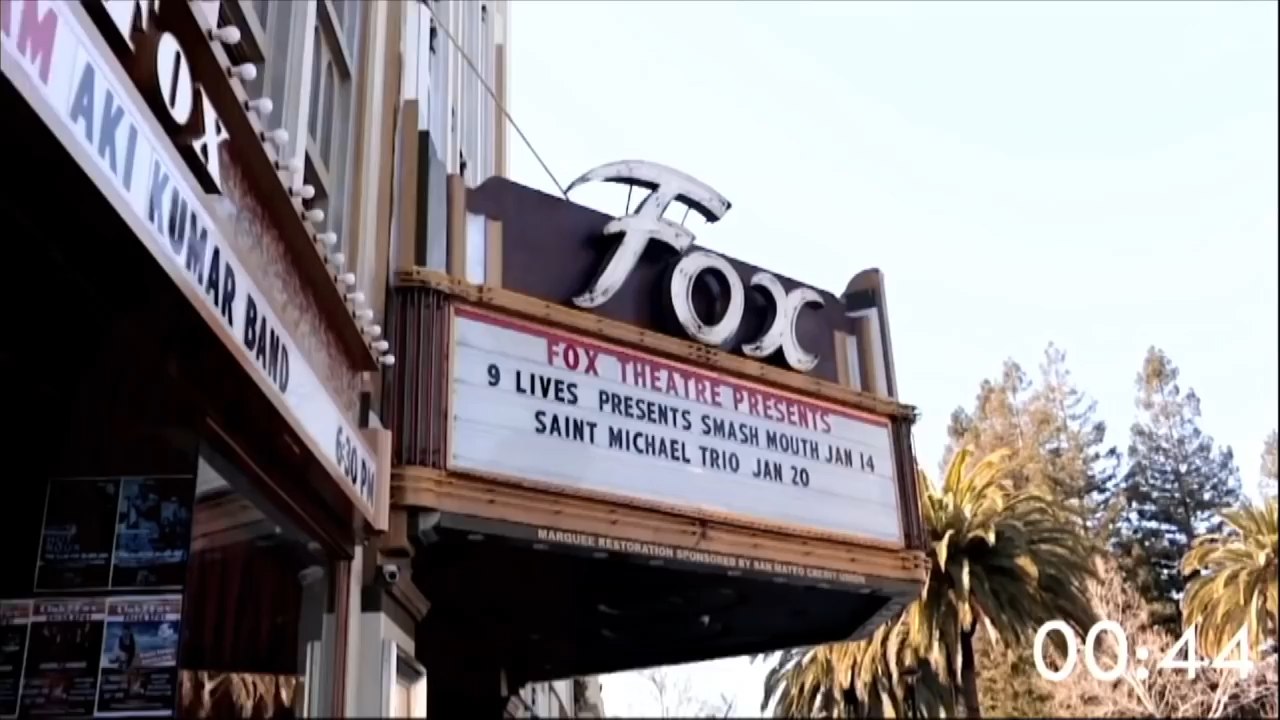 FOX
AKI KUMAR BAND
6:30 PM
Fox
FOX THEATRE PRESENTS
9 LIVES PRESENTS SMASH MOUTH JAN 14
SAINT MICHAEL TRIO JAN 20
MARQUEE RESTORATION SPONSORED BY SAN MATEO CREDIT UNION
00:44